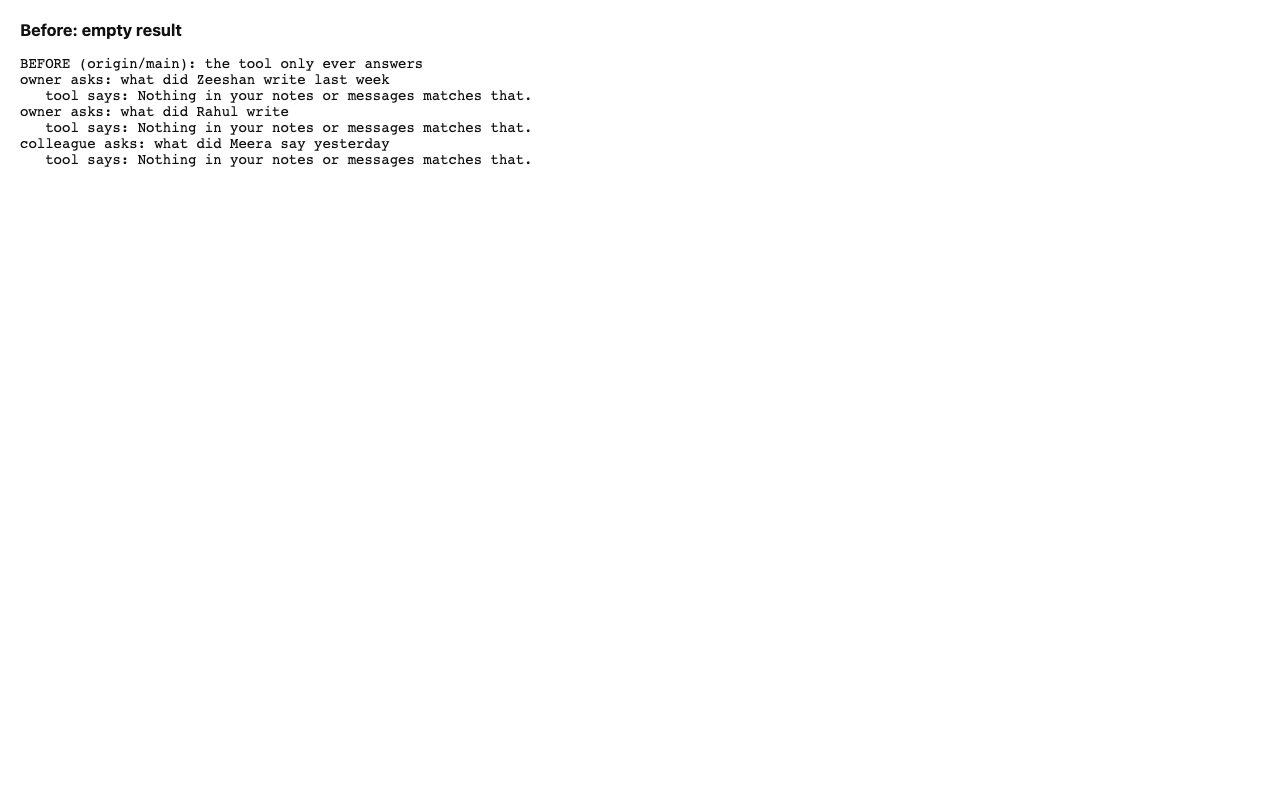 Before: empty result
BEFORE (origin/main): the tool only ever answers
owner asks: what did Zeeshan write last week
   tool says: Nothing in your notes or messages matches that.
owner asks: what did Rahul write
   tool says: Nothing in your notes or messages matches that.
colleague asks: what did Meera say yesterday
   tool says: Nothing in your notes or messages matches that.